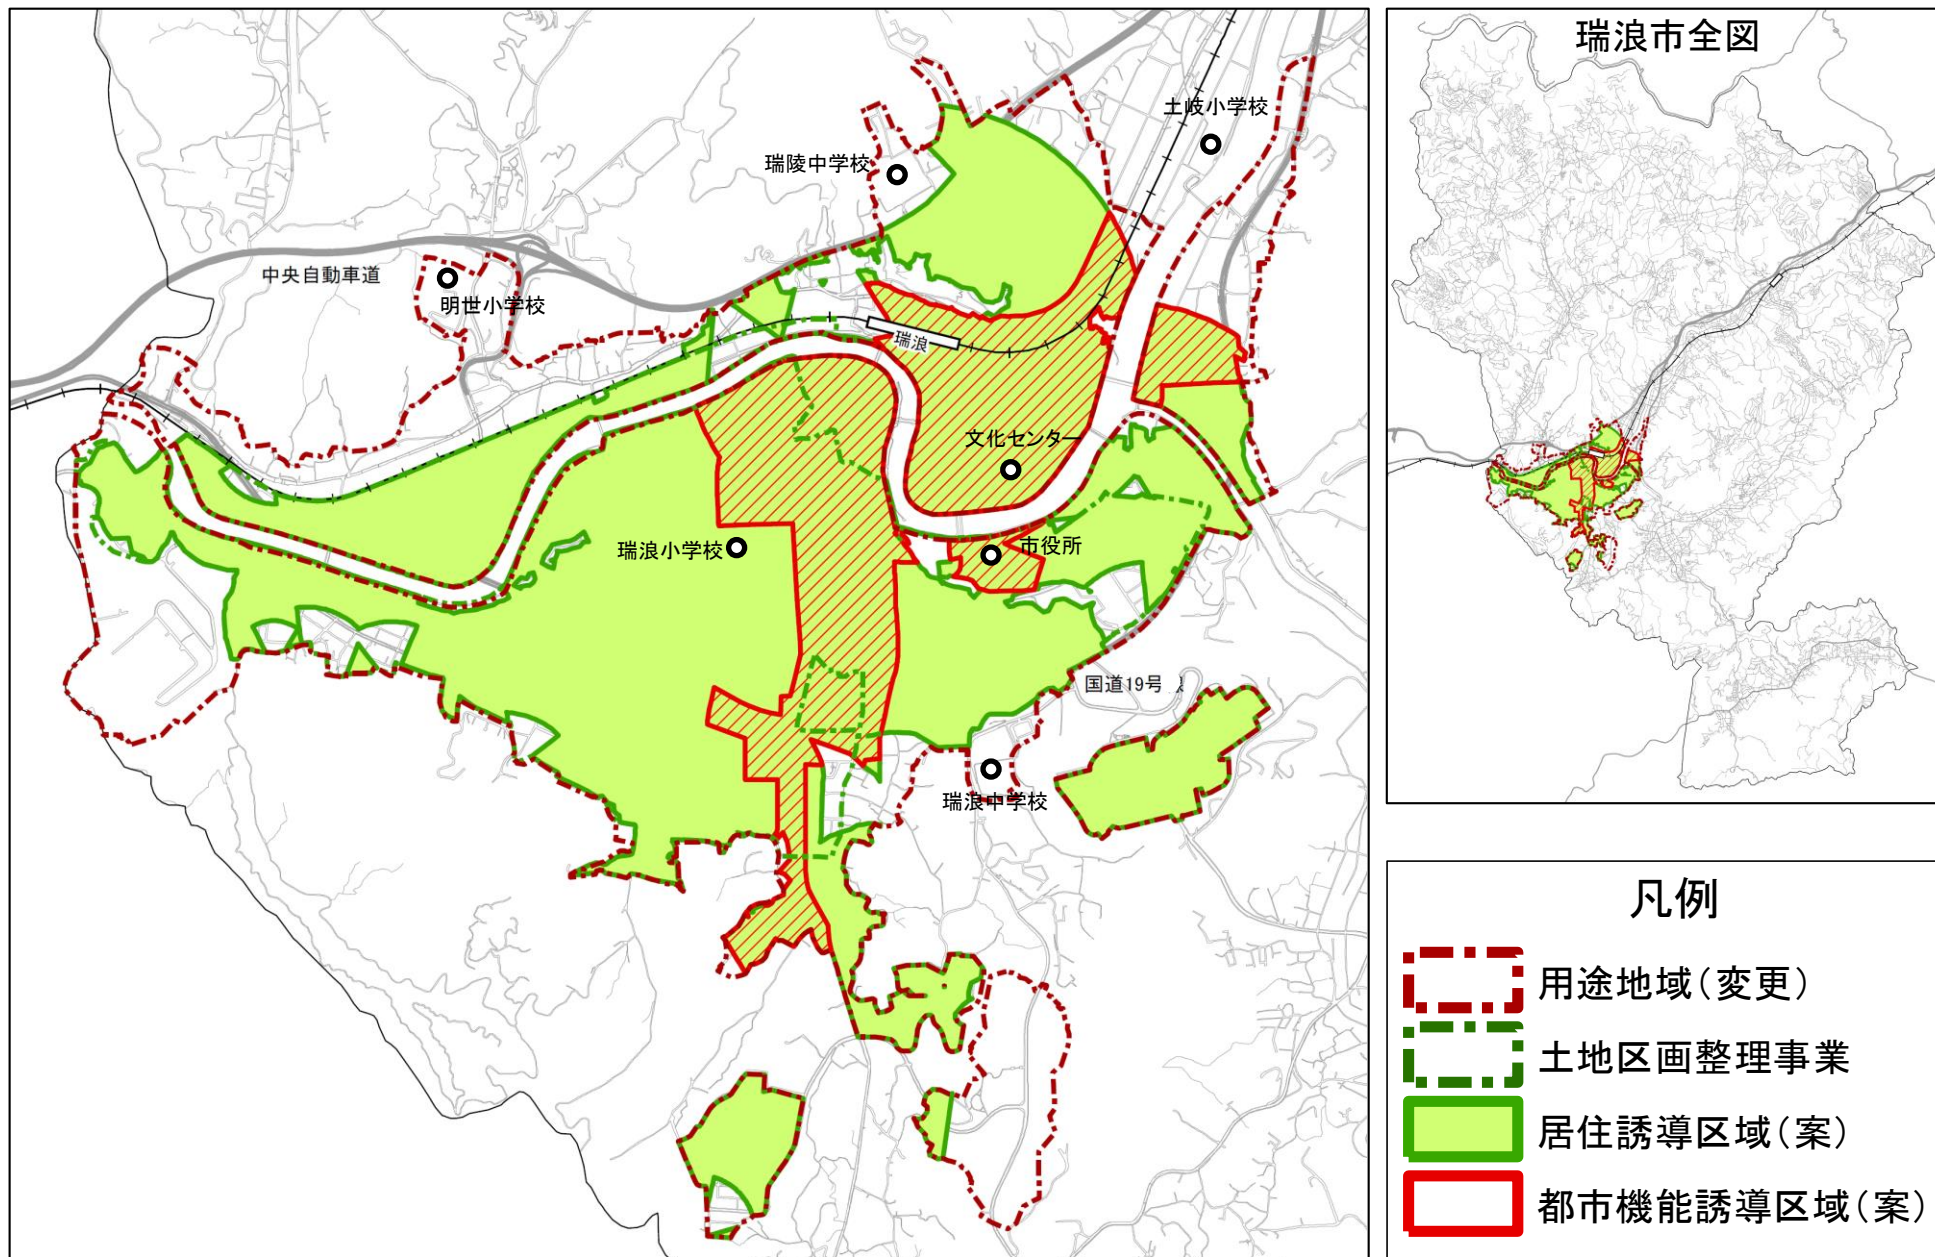 瑞浪市全図
土岐小学校
瑞陵中学校
中央自動車道
明世小学校
瑞浪
文化センター
瑞浪小学校
市役所
国道19号
瑞浪中学校
凡例
用途地域(変更)
土地区画整理事業
居住誘導区域(案)
都市機能誘導区域(案)